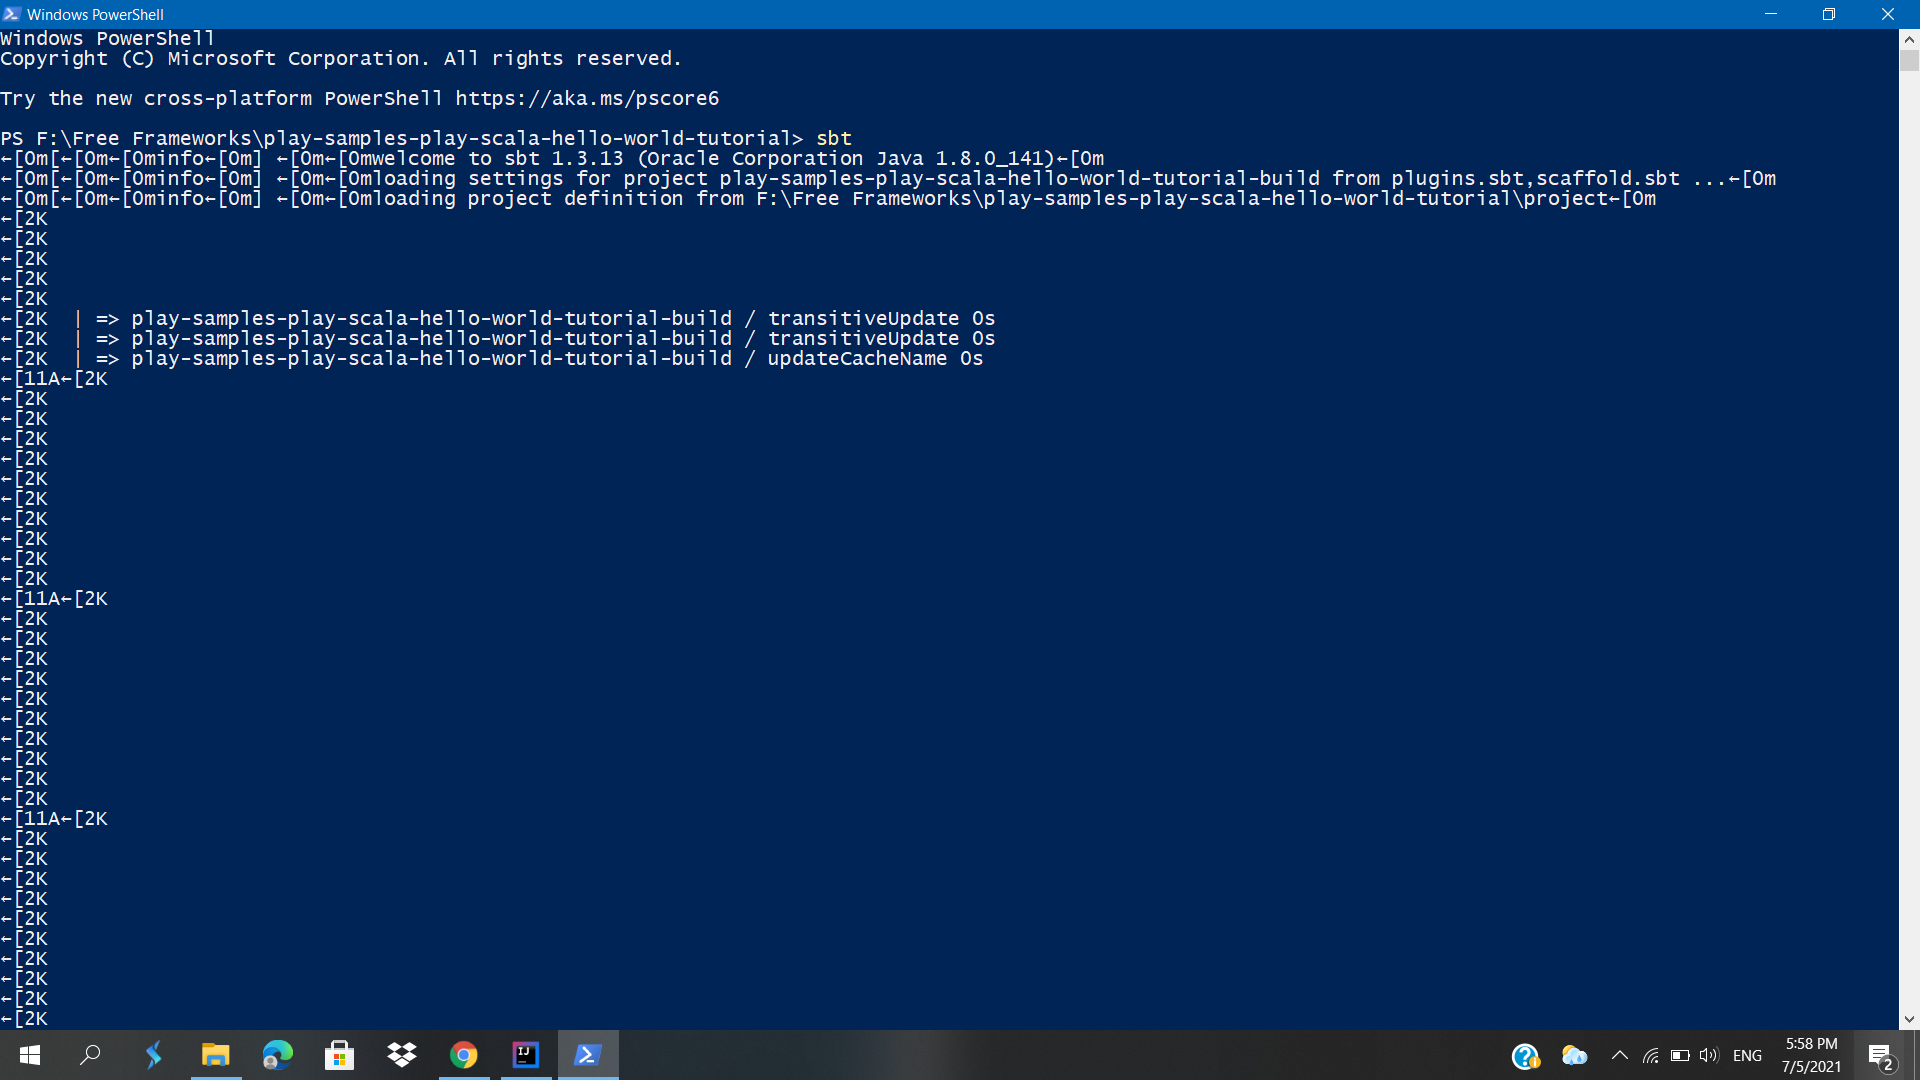 Windows PowerShell
Windows PowerShell
Copyright (C) Microsoft Corporation. All rights reserved.
Try the new cross-platform PowerShell https://aka.ms/pscore6
PS F:\Free Frameworks\play-samples-play-scala-hello-world-tutorial> sbt
←[0m[←[0m←[0minfo←[0m] ←[0m←[0mwelcome to sbt 1.3.13 (Oracle Corporation Java 1.8.0_141)←[0m
←[0m[←[0m←[0minfo←[0m] ←[0m←[0mloading settings for project play-samples-play-scala-hello-world-tutorial-build from plugins.sbt,scaffold.sbt ...←[0m
←[0m[←[0m←[0minfo←[0m] ←[0m←[0mloading project definition from F:\Free Frameworks\play-samples-play-scala-hello-world-tutorial\project←[0m
←[2K
←[2K
←[2K
←[2K
←[2K
←[2K  | => play-samples-play-scala-hello-world-tutorial-build / transitiveUpdate 0s
←[2K  | => play-samples-play-scala-hello-world-tutorial-build / transitiveUpdate 0s
←[2K  | => play-samples-play-scala-hello-world-tutorial-build / updateCacheName 0s
←[11A←[2K
←[2K
←[2K
←[2K
←[2K
←[2K
←[2K
←[2K
←[2K
←[2K
←[2K
←[11A←[2K
←[2K
←[2K
←[2K
←[2K
←[2K
←[2K
←[2K
←[2K
←[2K
←[2K
←[11A←[2K
←[2K
←[2K
←[2K
←[2K
←[2K
←[2K
←[2K
←[2K
←[2K
←[2K
IJ
ENG
5:58 PM
7/5/2021
2